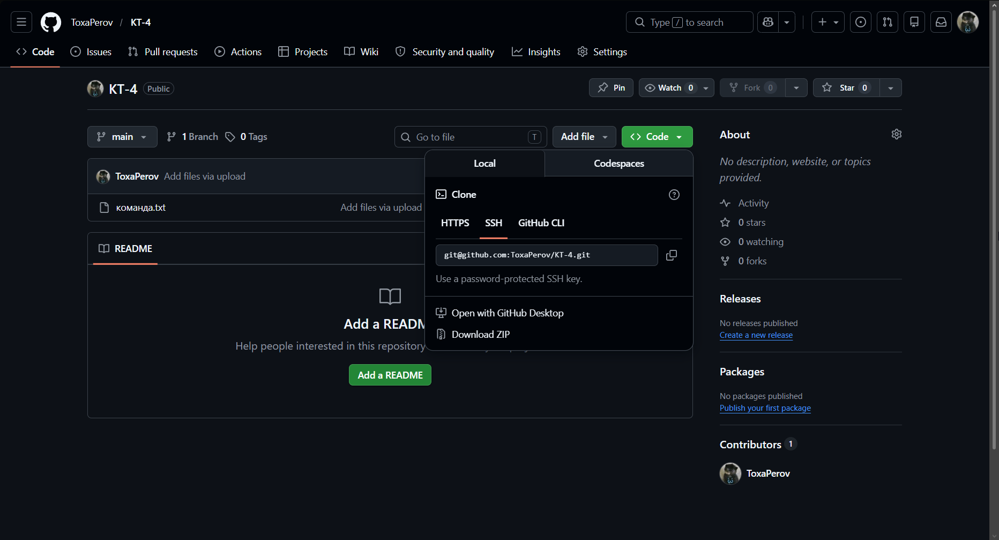 ToxaPerov / KT-4
Type / to search
Code Issues Pull requests Actions Projects Wiki Security and quality Insights Settings
KT-4 Public
Pin Watch 0 Fork 0 Star 0
main 1 Branch 0 Tags
Go to file T Add file Code
ToxaPerov Add files via upload
команда.txt Add files via upload
README
Add a READM
Help people interested in this repository
Add a README
Local Codespaces
Clone
HTTPS SSH GitHub CLI
git@github.com:ToxaPerov/KT-4.git
Use a password-protected SSH key.
Open with GitHub Desktop
Download ZIP
About
No description, website, or topics
provided.
Activity
0 stars
0 watching
0 forks
Releases
No releases published
Create a new release
Packages
No packages published
Publish your first package
Contributors 1
ToxaPerov